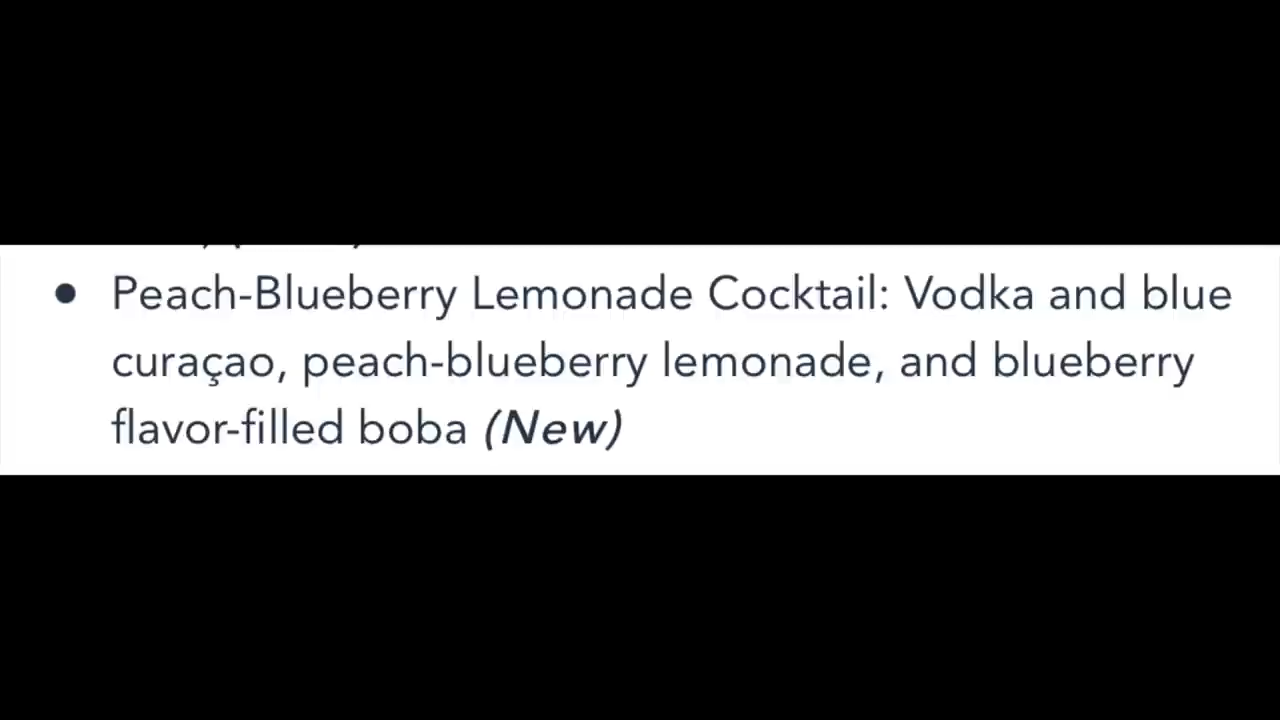 • Peach-Blueberry Lemonade Cocktail: Vodka and blue
curaçao, peach-blueberry lemonade, and blueberry
flavor-filled boba (New)